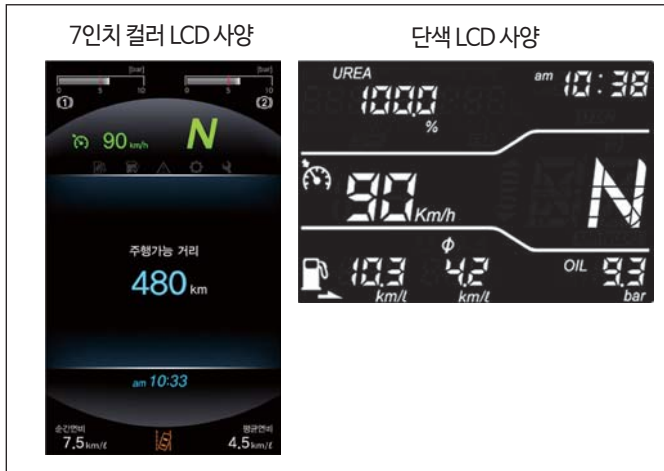 7인치 컬러 LCD 사양
[bar]
0 5 10
(1)
[bar]
0 5 10
(2)
90 km/h
N
주행가능 거리
480 km
am 10:33
순간연비
7.5 km/ℓ
평균연비
4.5 km/ℓ
단색 LCD 사양
UREA
100.0
%
am 10:38
90 Km/h
N
10.3
km/ℓ
Ø
4.2
km/ℓ
OIL
9.3
bar